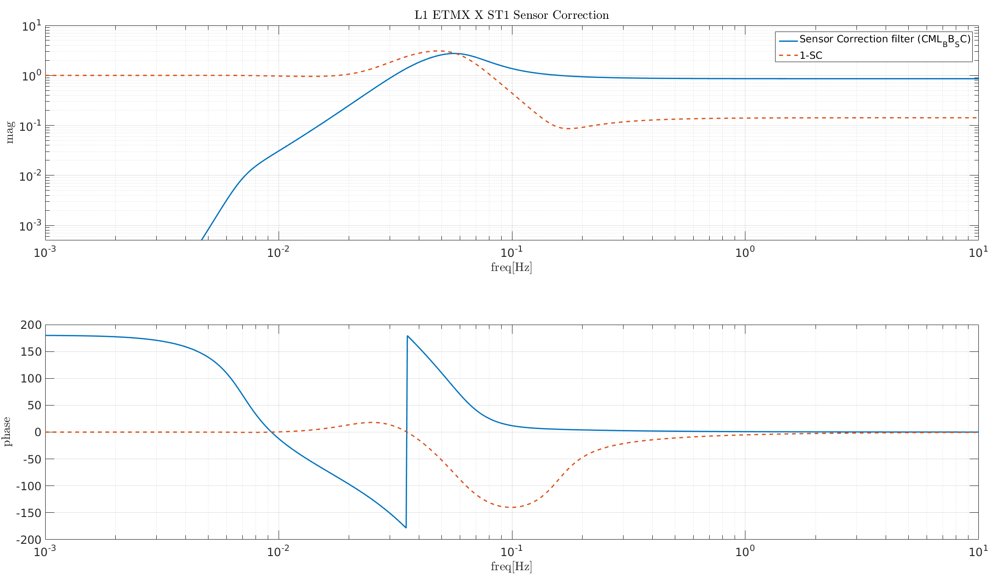 L1 ETMX X ST1 Sensor Correction
Sensor Correction filter (CML_BB_SC)
1-SC
mag
10^1
10^0
10^-1
10^-2
10^-3
10^-3 10^-2 10^-1 10^0 10^1
freq[Hz]
phase
200
150
100
50
0
-50
-100
-150
-200
10^-3 10^-2 10^-1 10^0 10^1
freq[Hz]